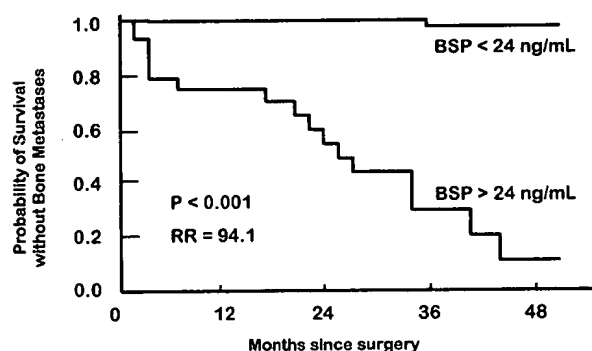 Probability of Survival
without Bone Metastases
1.0
0.8
0.6
0.4
0.2
0.0
BSP < 24 ng/mL
BSP > 24 ng/mL
P < 0.001
RR = 94.1
0 12 24 36 48
Months since surgery